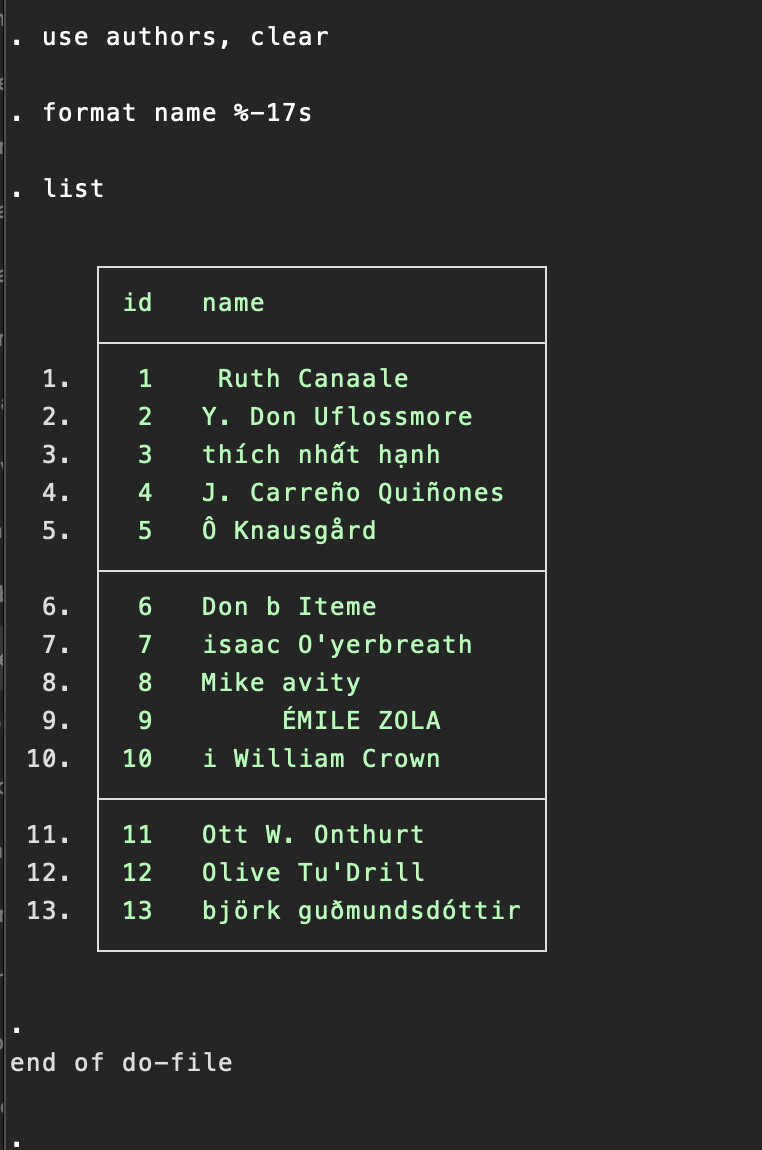 . use authors, clear
. format name %-17s
. list
id   name
1.   1    Ruth Canaale
2.   2   Y. Don Uflossmore
3.   3   thích nhất hạnh
4.   4   J. Carreño Quiñones
5.   5   Ô Knausgård
6.   6   Don b Iteme
7.   7   isaac O'yerbreath
8.   8   Mike avity
9.   9        ÉMILE ZOLA
10.   10   i William Crown
11.   11   Ott W. Onthurt
12.   12   Olive Tu'Drill
13.   13   björk guðmundsdóttir
.
end of do-file
.